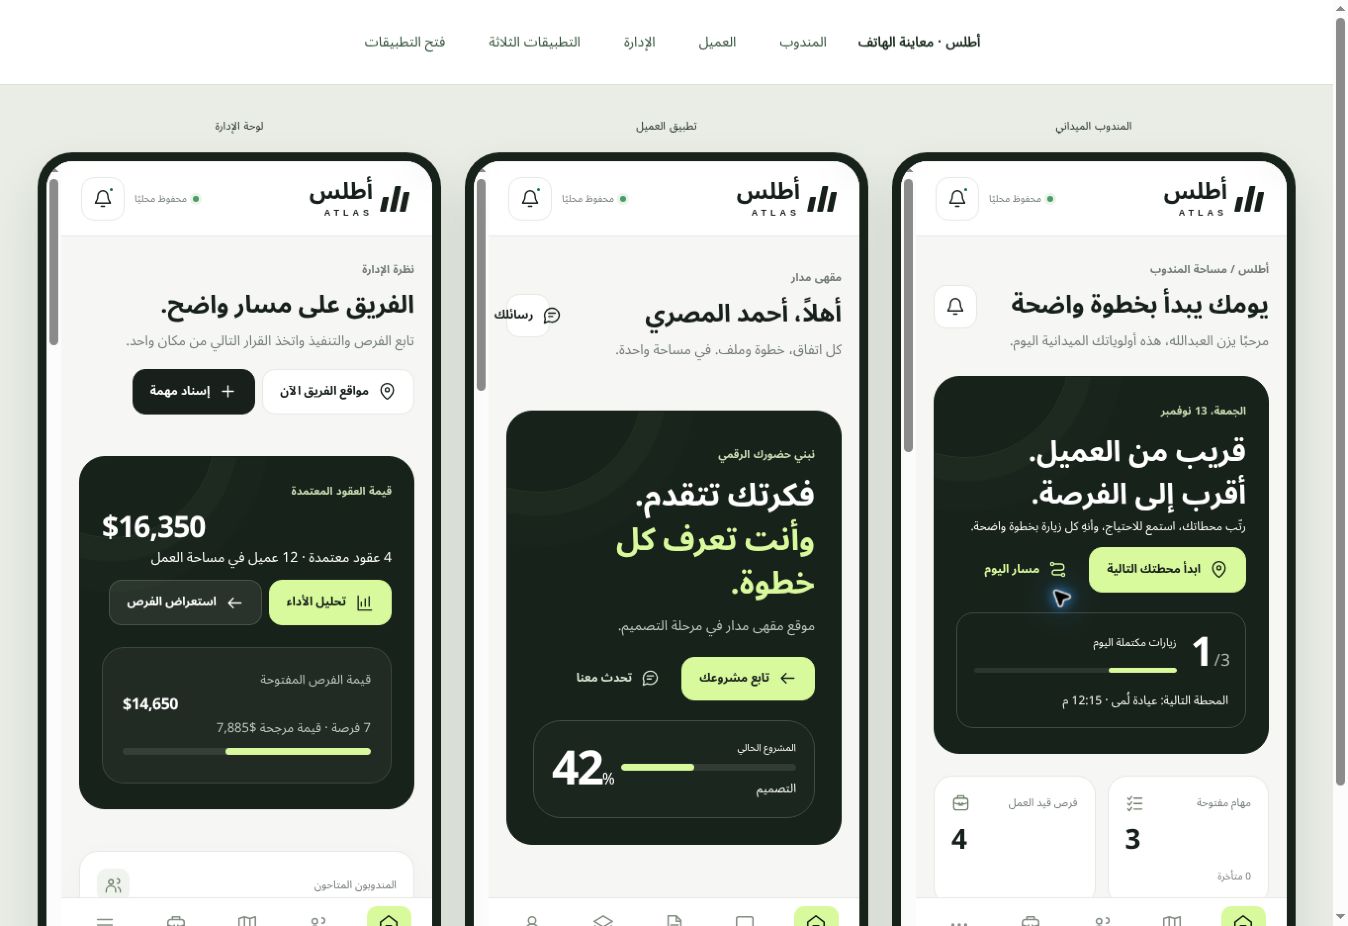 أطلس · معاينة الهاتف
المندوب
العميل
الإدارة
التطبيقات الثلاثة
فتح التطبيقات
المندوب الميداني
أطلس
ATLAS
محفوظ محليًا
أطلس / مساحة المندوب
يومك يبدأ بخطوة واضحة
مرحبًا يزن العبدالله، هذه أولوياتك الميدانية اليوم.
الجمعة، 13 نوفمبر
قريب من العميل.
أقرب إلى الفرصة.
رتّب محطاتك، استمع للاحتياج، وأنهِ كل زيارة بخطوة واضحة.
ابدأ محطتك التالية
مسار اليوم
1/3
زيارات مكتملة اليوم
المحطة التالية: عيادة لُمى · 12:15 م
مهام مفتوحة
3
0 متأخرة
فرص قيد العمل
4
تطبيق العميل
أطلس
ATLAS
محفوظ محليًا
مقهى مدار
أهلاً، أحمد المصري
رسائلك
كل اتفاق، خطوة وملف. في مساحة واحدة.
نبني حضورك الرقمي
فكرتك تتقدم.
وأنت تعرف كل
خطوة.
موقع مقهى مدار في مرحلة التصميم.
تابع مشروعك
تحدث معنا
المشروع الحالي
42%
التصميم
لوحة الإدارة
أطلس
ATLAS
محفوظ محليًا
نظرة الإدارة
الفريق على مسار واضح.
تابع الفرص والتنفيذ واتخذ القرار التالي من مكان واحد.
مواقع الفريق الآن
إسناد مهمة
قيمة العقود المعتمدة
$16,350
4 عقود معتمدة · 12 عميل في مساحة العمل
تحليل الأداء
استعراض الفرص
قيمة الفرص المفتوحة
$14,650
7 فرصة · قيمة مرجحة $7,885
المندوبون المتاحون